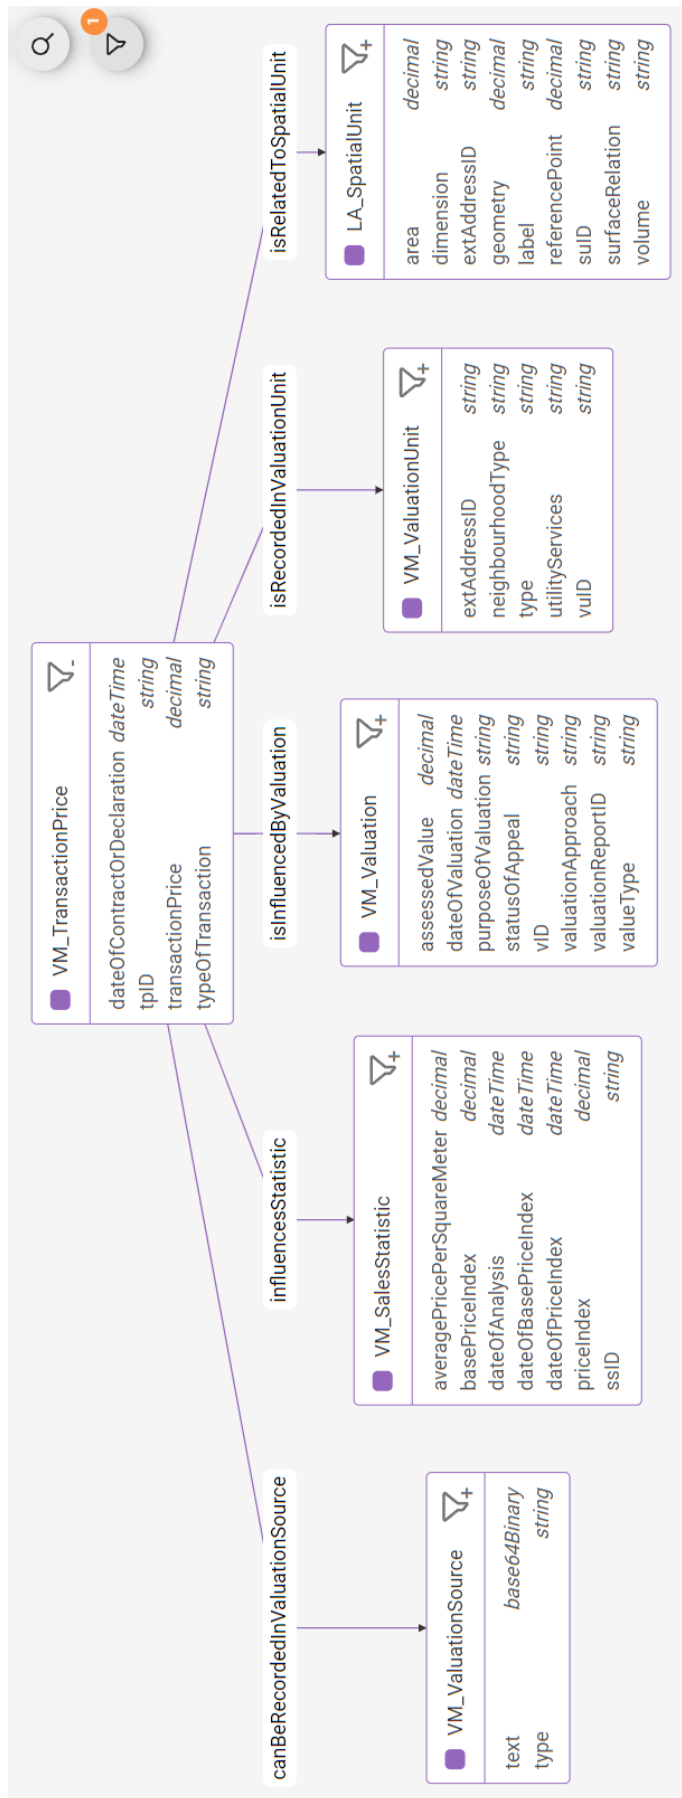 1
VM_TransactionPrice
dateOfContractOrDeclaration dateTime
tpID string
transactionPrice decimal
typeOfTransaction string
canBeRecordedInValuationSource
influencesStatistic
isInfluencedByValuation
isRecordedInValuationUnit
isRelatedToSpatialUnit
VM_ValuationSource
text base64Binary
type string
VM_SalesStatistic
averagePricePerSquareMeter decimal
basePriceIndex decimal
dateOfAnalysis dateTime
dateOfBasePriceIndex dateTime
dateOfPriceIndex dateTime
priceIndex decimal
ssID string
VM_Valuation
assessedValue decimal
dateOfValuation dateTime
purposeOfValuation string
statusOfAppeal string
vID string
valuationApproach string
valuationReportID string
valueType string
VM_ValuationUnit
extAddressID string
neighbourhoodType string
type string
utilityServices string
vuID string
LA_SpatialUnit
area decimal
dimension string
extAddressID string
geometry decimal
label string
referencePoint decimal
suID string
surfaceRelation string
volume string